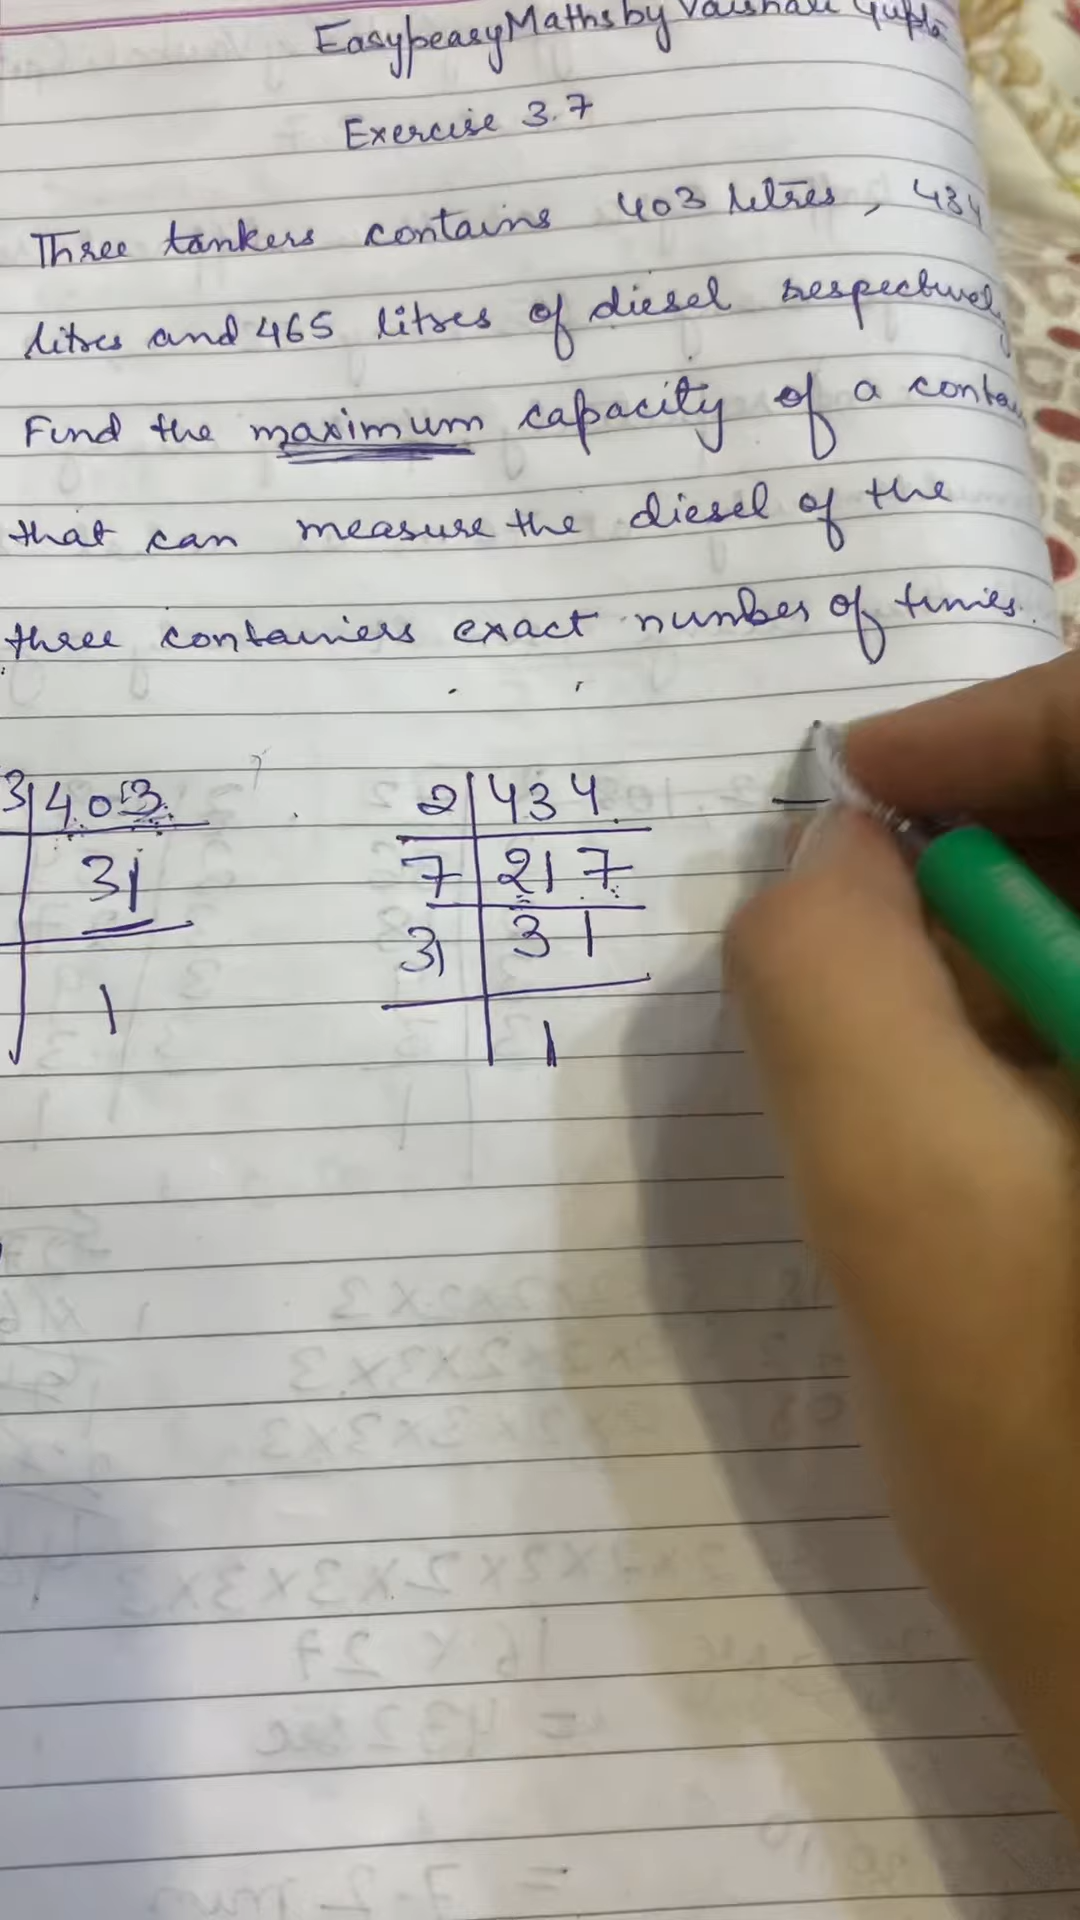 EasypeasyMaths by Vaishali Gupta
Exercise 3.7
Three tankers contains 403 litres, 434
litres and 465 litres of diesel respectively
Find the maximum capacity of a conta
that can measure the diesel of the
three containers exact number of times.
3 403 2 434
31 7 217
1 31 31
1